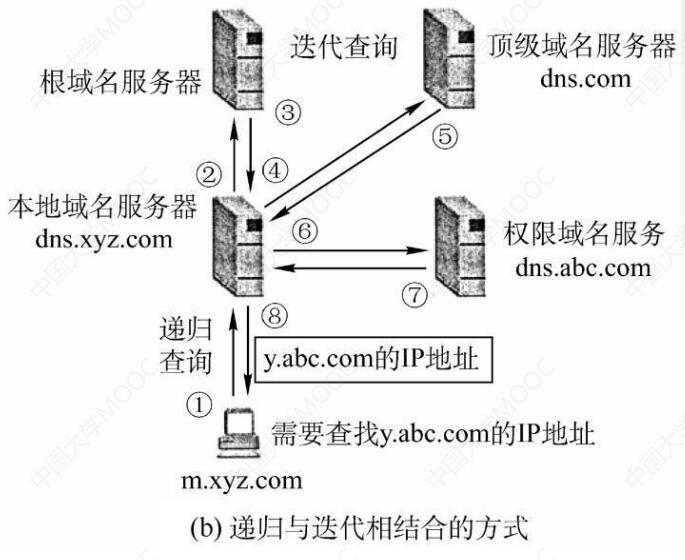 迭代查询
顶级域名服务器
dns.com
根域名服务器
③
⑤
②
④
本地域名服务器
dns.xyz.com
⑥
权限域名服务
dns.abc.com
⑦
⑧
递归
查询
y.abc.com的IP地址
①
需要查找y.abc.com的IP地址
m.xyz.com
(b) 递归与迭代相结合的方式
中国大学MOOC